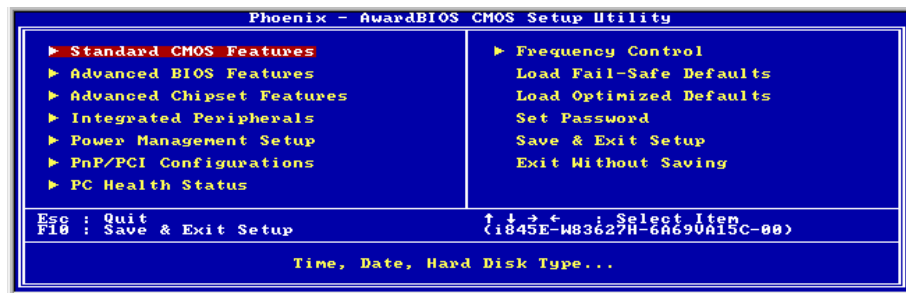 Phoenix - AwardBIOS CMOS Setup Utility
► Standard CMOS Features
► Advanced BIOS Features
► Advanced Chipset Features
► Integrated Peripherals
► Power Management Setup
► PnP/PCI Configurations
► PC Health Status
► Frequency Control
Load Fail-Safe Defaults
Load Optimized Defaults
Set Password
Save & Exit Setup
Exit Without Saving
Esc : Quit
F10 : Save & Exit Setup
↑ ↓ → ← : Select Item
(i845E-W83627H-6A69VA15C-00)
Time, Date, Hard Disk Type...